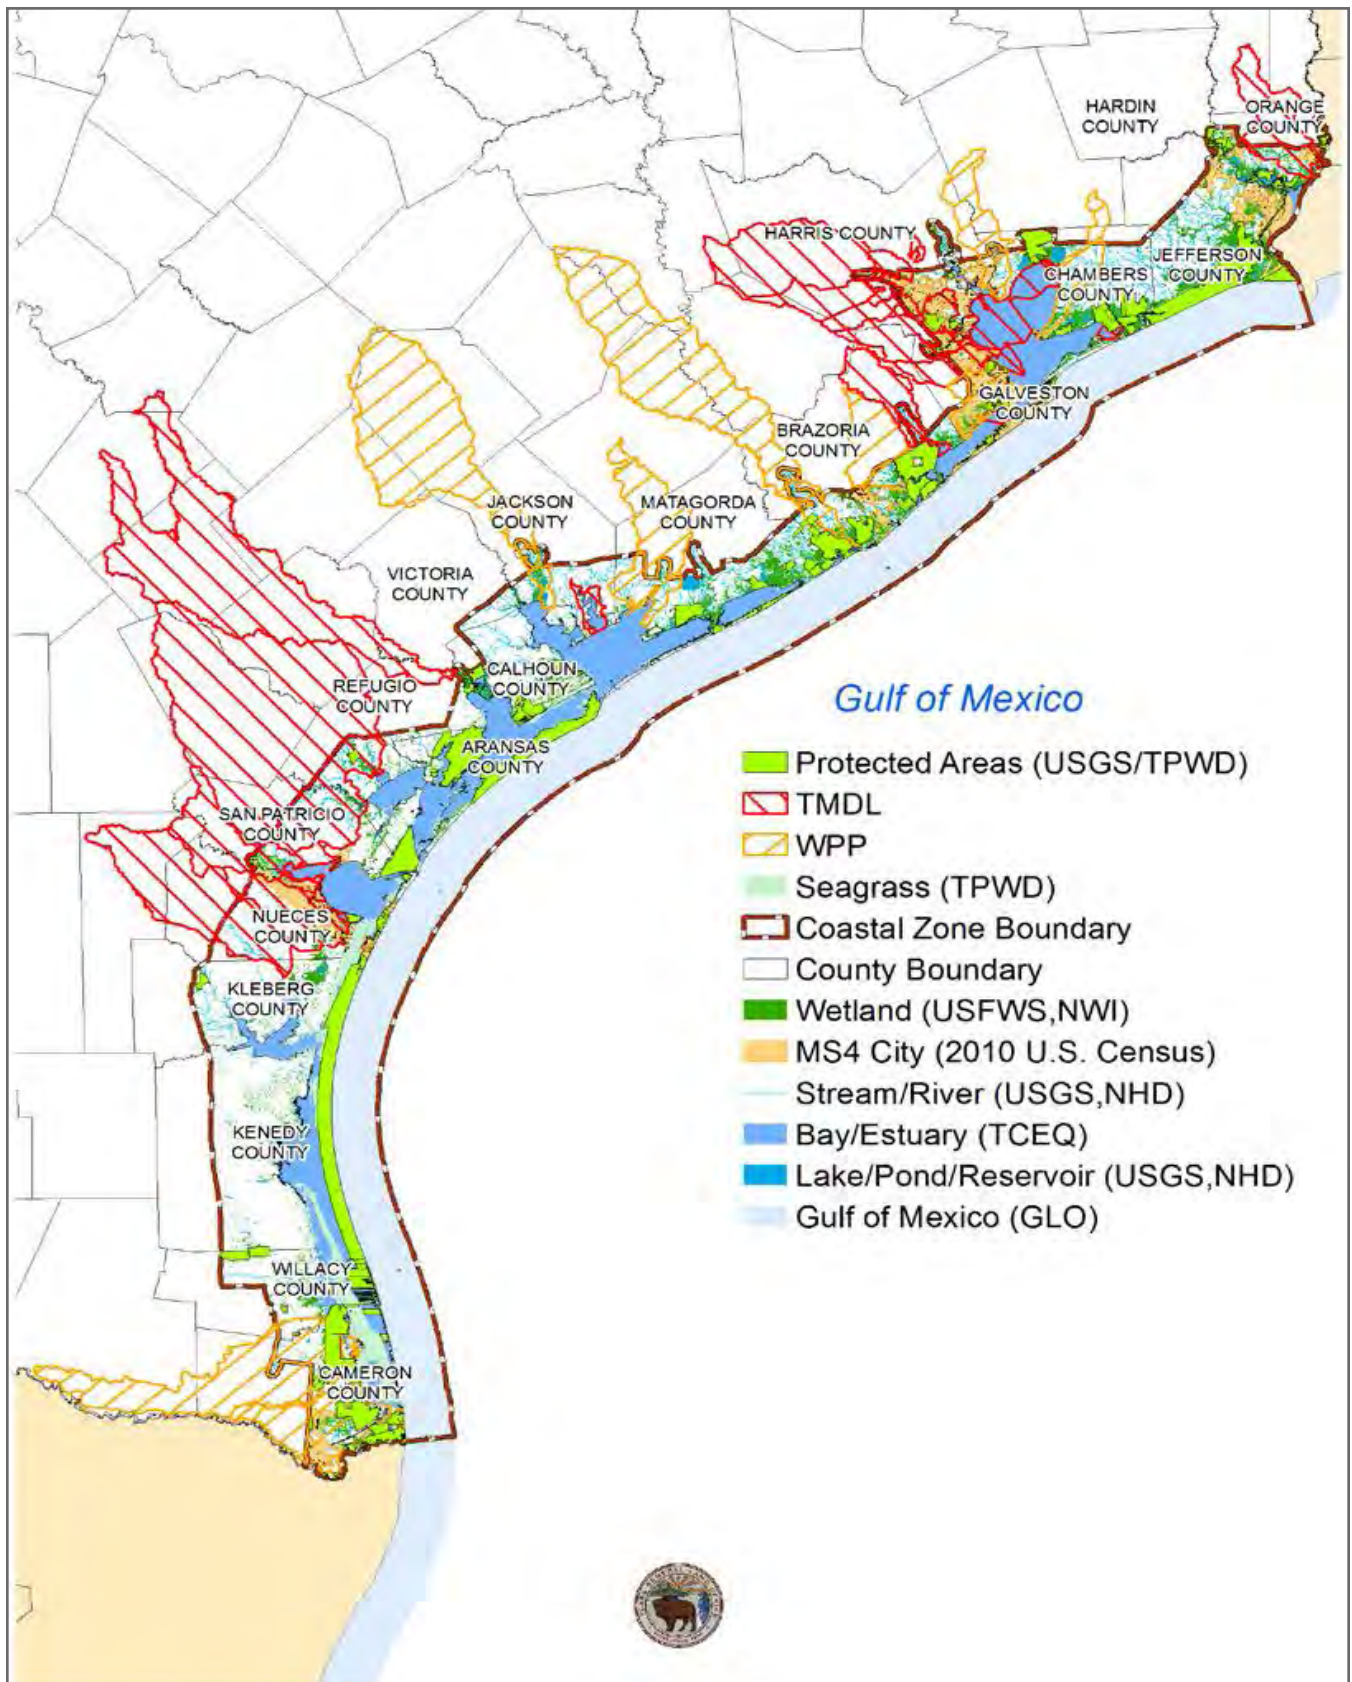 HARDIN
COUNTY
ORANGE
COUNTY
HARRIS COUNTY
JEFFERSON
COUNTY
CHAMBERS
COUNTY
GALVESTON
COUNTY
BRAZORIA
COUNTY
JACKSON
COUNTY
MATAGORDA
COUNTY
VICTORIA
COUNTY
CALHOUN
COUNTY
REFUGIO
COUNTY
ARANSAS
COUNTY
SAN PATRICIO
COUNTY
NUECES
COUNTY
KLEBERG
COUNTY
KENEDY
COUNTY
WILLACY
COUNTY
CAMERON
COUNTY
Gulf of Mexico
Protected Areas (USGS/TPWD)
TMDL
WPP
Seagrass (TPWD)
Coastal Zone Boundary
County Boundary
Wetland (USFWS,NWI)
MS4 City (2010 U.S. Census)
Stream/River (USGS,NHD)
Bay/Estuary (TCEQ)
Lake/Pond/Reservoir (USGS,NHD)
Gulf of Mexico (GLO)